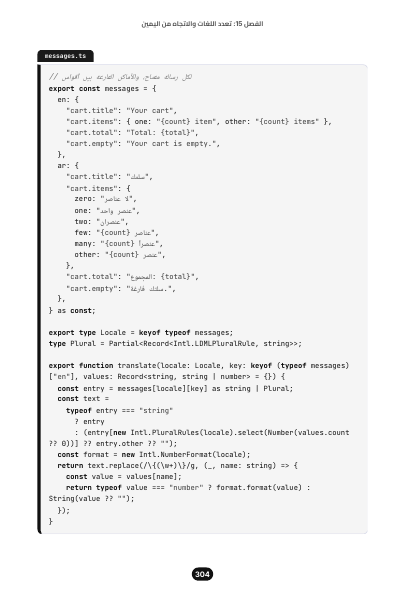 الفصل 15: تعدد اللغات والاتجاه من اليمين
messages.ts
// لكل رسالة مفتاح، والأماكن الفارغة بين أقواس
export const messages = {
  en: {
    "cart.title": "Your cart",
    "cart.items": { one: "{count} item", other: "{count} items" },
    "cart.total": "Total: {total}",
    "cart.empty": "Your cart is empty.",
  },
  ar: {
    "cart.title": "سلتك",
    "cart.items": {
      zero: "لا عناصر",
      one: "عنصر واحد",
      two: "عنصران",
      few: "{count} عناصر",
      many: "{count} عنصرًا",
      other: "{count} عنصر",
    },
    "cart.total": "المجموع: {total}",
    "cart.empty": "سلتك فارغة.",
  },
} as const;
export type Locale = keyof typeof messages;
type Plural = Partial<Record<Intl.LDMLPluralRule, string>>;
export function translate(locale: Locale, key: keyof (typeof messages)
["en"], values: Record<string, string | number> = {}) {
  const entry = messages[locale][key] as string | Plural;
  const text =
    typeof entry === "string"
      ? entry
      : (entry[new Intl.PluralRules(locale).select(Number(values.count
?? 0))] ?? entry.other ?? "");
  const format = new Intl.NumberFormat(locale);
  return text.replace(/\{(\w+)\}/g, (_, name: string) => {
    const value = values[name];
    return typeof value === "number" ? format.format(value) :
String(value ?? "");
  });
}
304